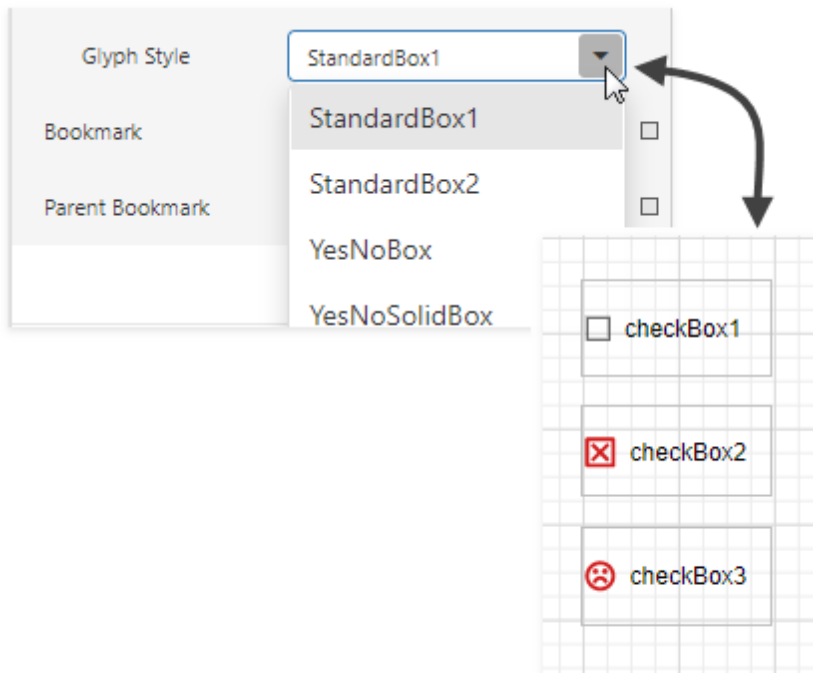 Glyph Style StandardBox1
StandardBox1
Bookmark
StandardBox2
Parent Bookmark
YesNoBox
YesNoSolidBox
checkBox1
checkBox2
checkBox3